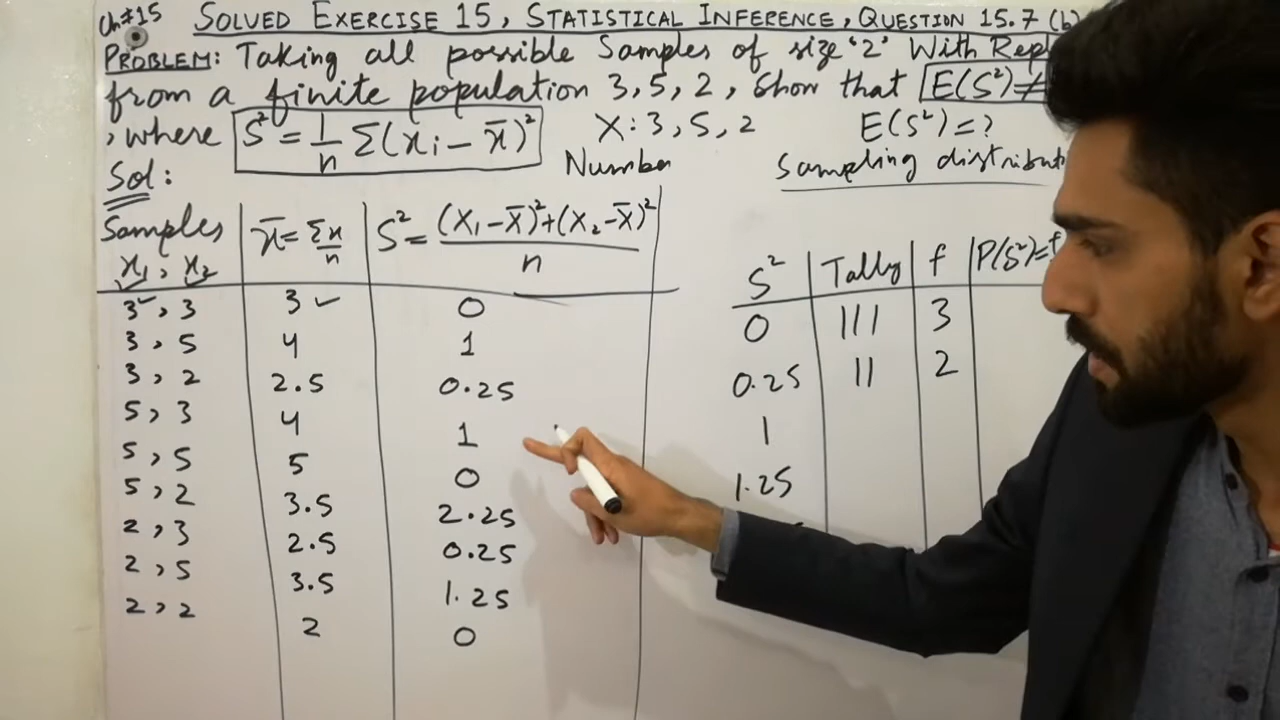 Ch#15
SOLVED EXERCISE 15, STATISTICAL INFERENCE, QUESTION 15.7 (b)
PROBLEM: Taking all possible Samples of size '2' With
from a finite population 3, 5, 2, Show that E(S²) ≠
, where S² = 1/n Σ(xi - x̄)² X: 3, 5, 2 E(S²) = ?
Sol: Number Sampling
Samples x̄ = Σx/n S² = (X₁-X̄)²+(X₂-X̄)²/n
x₁, x₂
S² Tally f P(S²)=f
3, 3 3 0
3, 5 4 1
3, 2 2.5 0.25
5, 3 4 1
5, 5 5 0
5, 2 3.5 2.25
2, 3 2.5 0.25
2, 5 3.5 1.25
2, 2 2 0
0 ||| 3
0.25 || 2
1
1.25